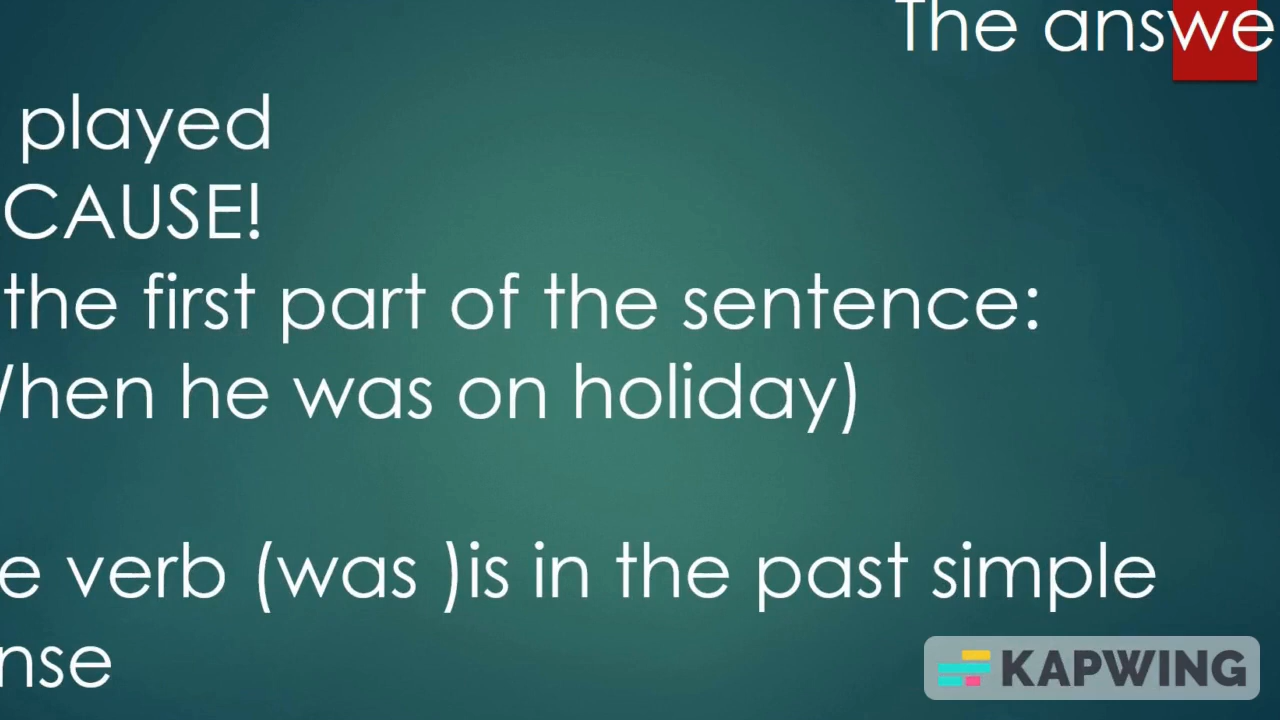 The answe
played
CAUSE!
the first part of the sentence:
hen he was on holiday)
e verb (was )is in the past simple
nse
KAPWING